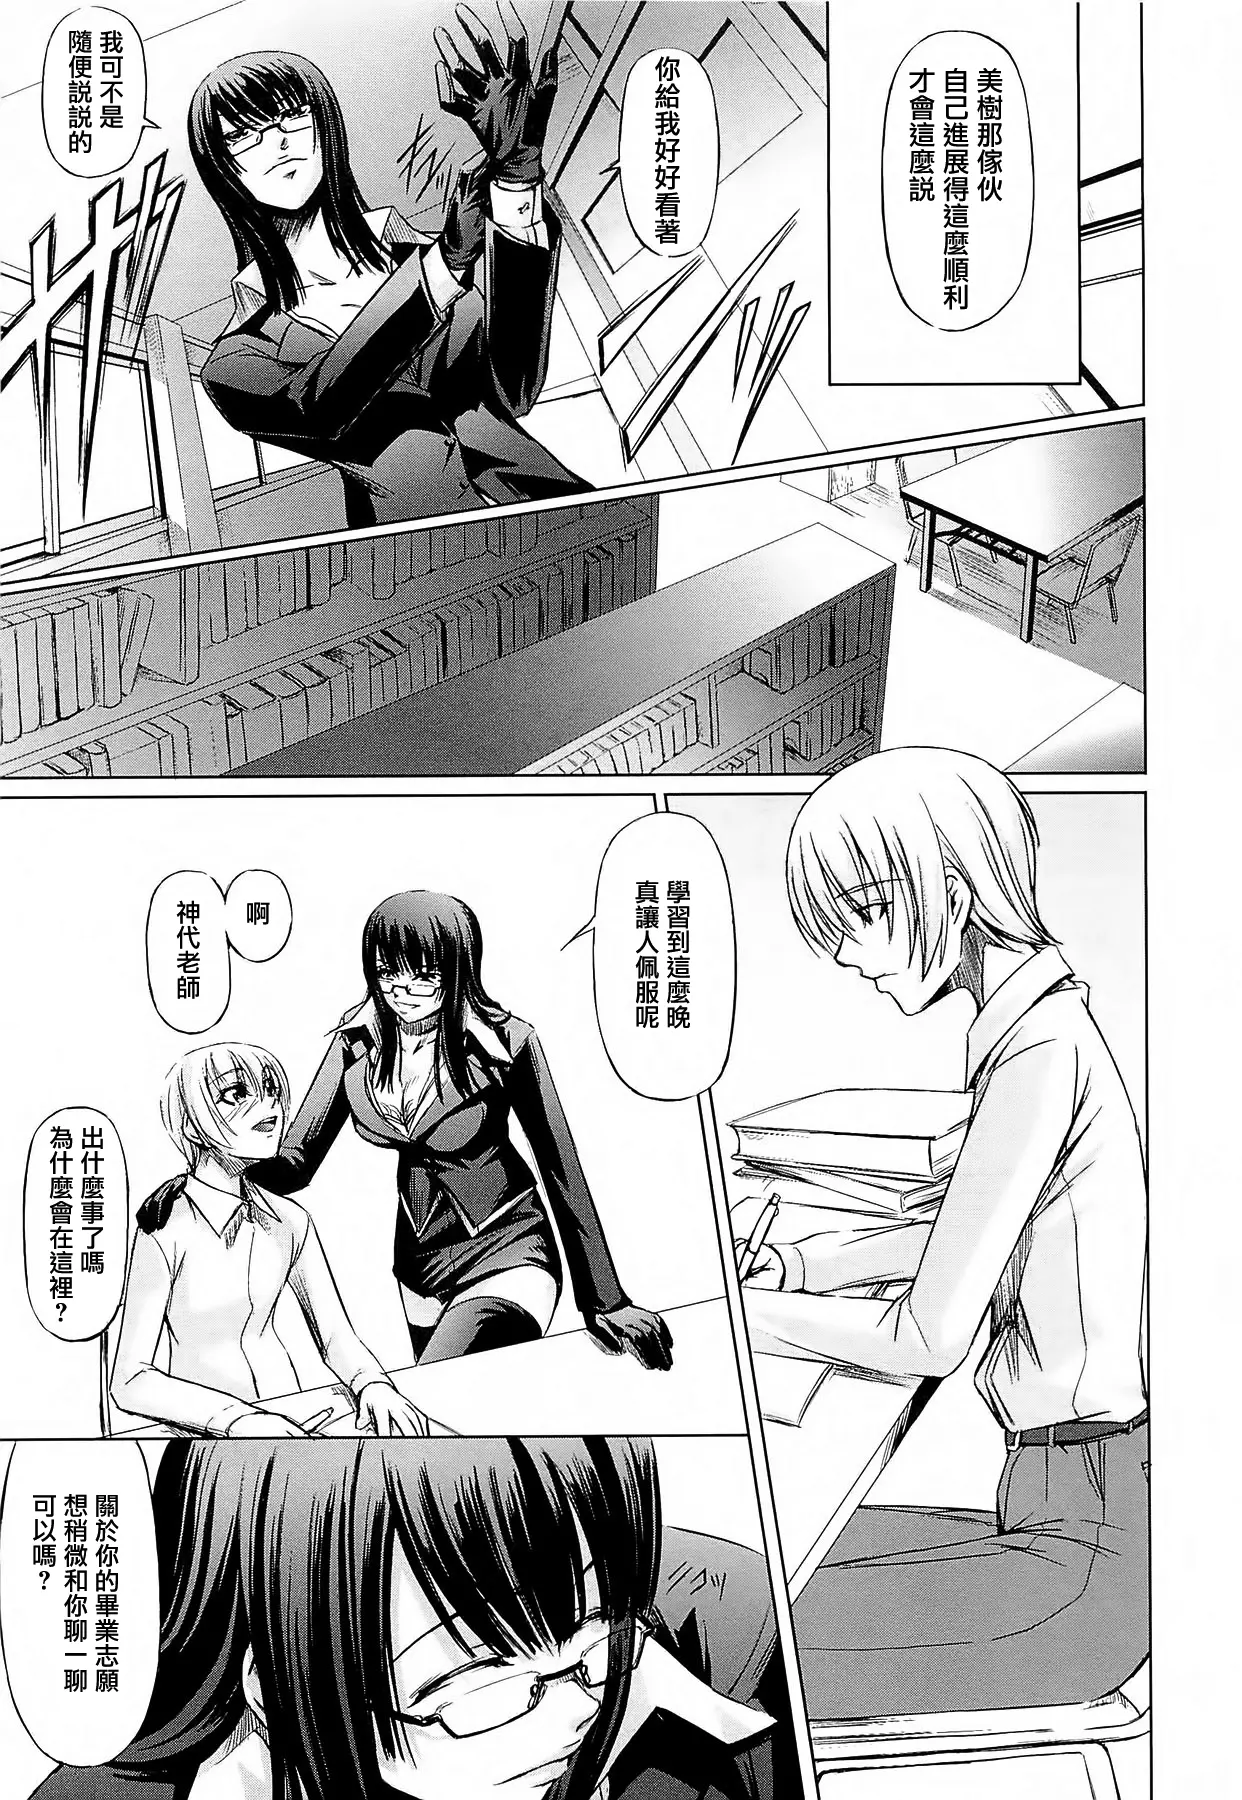 美樹那傢伙
自己進展得這麼順利
才會這麼説
你給我好好看著
我可不是
隨便説説的
學習到這麼晚
真讓人佩服呢
啊
神代老師
出什麼事了嗎
為什麼會在這裡?
關於你的畢業志願
想稍微和你聊一聊
可以嗎?